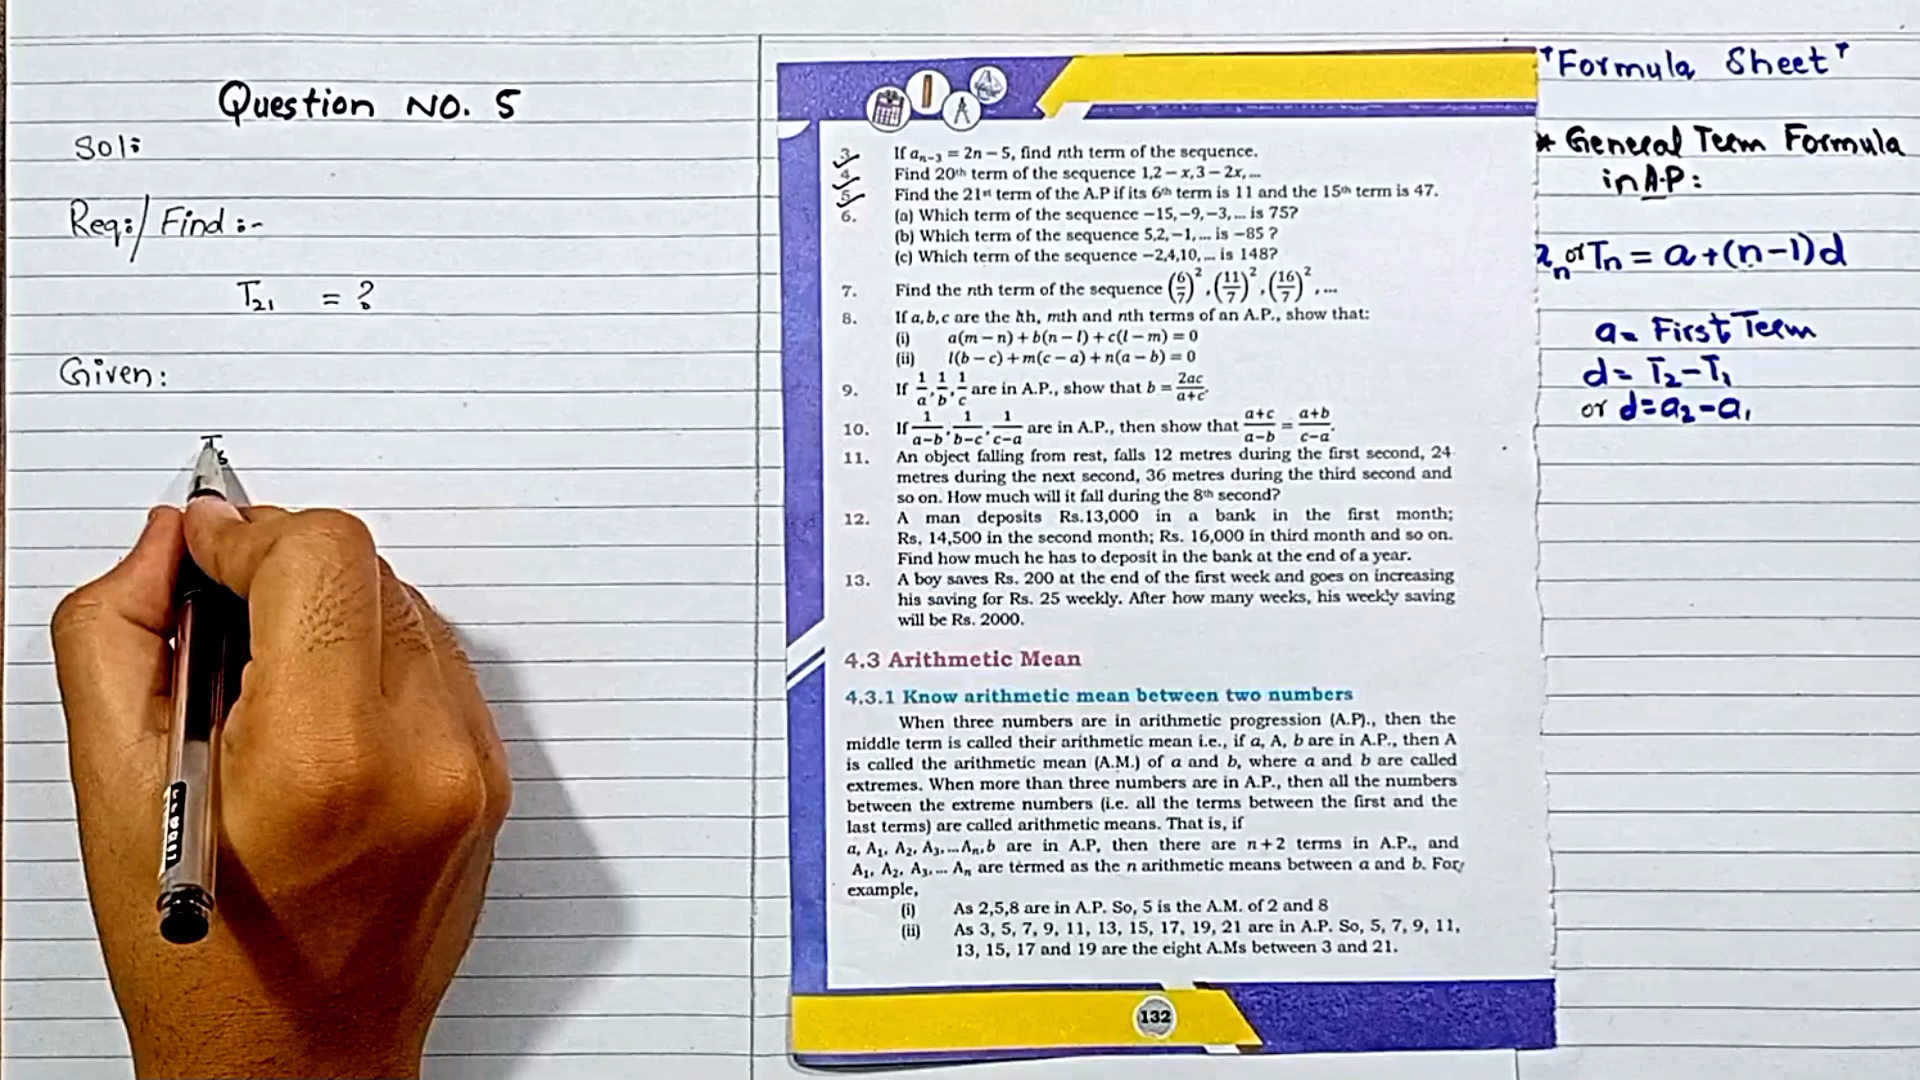 Question NO. 5
Sol:
Req:/ Find :-
T₂₁ = ?
Given:
T
3. If aₙ₋₃ = 2n – 5, find nth term of the sequence.
4. Find 20th term of the sequence 1,2 – x,3 – 2x,...
5. Find the 21st term of the A.P if its 6th term is 11 and the 15th term is 47.
6. (a) Which term of the sequence –15,–9,–3,... is 75?
(b) Which term of the sequence 5,2,–1,... is –85 ?
(c) Which term of the sequence –2,4,10,... is 148?
7. Find the nth term of the sequence (6/7)², (11/7)², (16/7)², ...
8. If a,b,c are the lth, mth and nth terms of an A.P., show that:
(i) a(m – n) + b(n – l) + c(l – m) = 0
(ii) l(b – c) + m(c – a) + n(a – b) = 0
9. If 1/a, 1/b, 1/c are in A.P., show that b = 2ac/a+c.
10. If 1/a–b, 1/b–c, 1/c–a are in A.P., then show that a+c/a–b = a+b/c–a.
11. An object falling from rest, falls 12 metres during the first second, 24
metres during the next second, 36 metres during the third second and
so on. How much will it fall during the 8th second?
12. A man deposits Rs.13,000 in a bank in the first month;
Rs. 14,500 in the second month; Rs. 16,000 in third month and so on.
Find how much he has to deposit in the bank at the end of a year.
13. A boy saves Rs. 200 at the end of the first week and goes on increasing
his saving for Rs. 25 weekly. After how many weeks, his weekly saving
will be Rs. 2000.
4.3 Arithmetic Mean
4.3.1 Know arithmetic mean between two numbers
When three numbers are in arithmetic progression (A.P)., then the
middle term is called their arithmetic mean i.e., if a, A, b are in A.P., then A
is called the arithmetic mean (A.M.) of a and b, where a and b are called
extremes. When more than three numbers are in A.P., then all the numbers
between the extreme numbers (i.e. all the terms between the first and the
last terms) are called arithmetic means. That is, if
a, A₁, A₂, A₃,...Aₙ,b are in A.P, then there are n+2 terms in A.P., and
A₁, A₂, A₃,... Aₙ are termed as the n arithmetic means between a and b. For
example,
(i) As 2,5,8 are in A.P. So, 5 is the A.M. of 2 and 8
(ii) As 3, 5, 7, 9, 11, 13, 15, 17, 19, 21 are in A.P. So, 5, 7, 9, 11,
13, 15, 17 and 19 are the eight A.Ms between 3 and 21.
132
"Formula Sheet"
* General Term Formula
in A.P:
aₙ or Tₙ = a+(n-1)d
a = First Term
d = T₂-T₁
or d=a₂-a₁